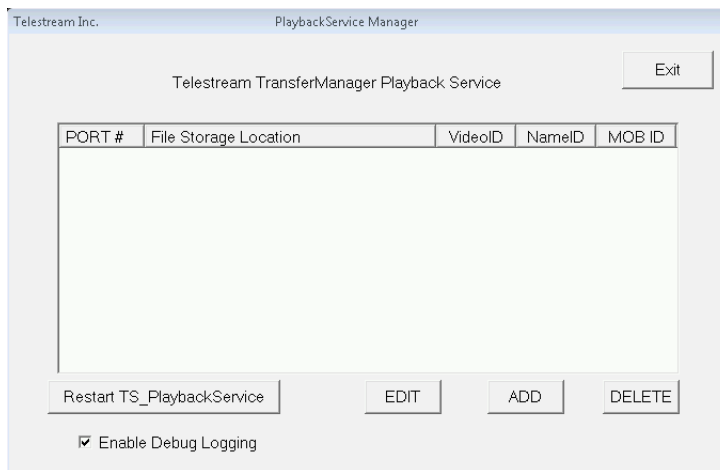 Telestream Inc. PlaybackService Manager
Exit
Telestream TransferManager Playback Service
PORT # File Storage Location VideoID NameID MOB ID
Restart TS_PlaybackService EDIT ADD DELETE
Enable Debug Logging